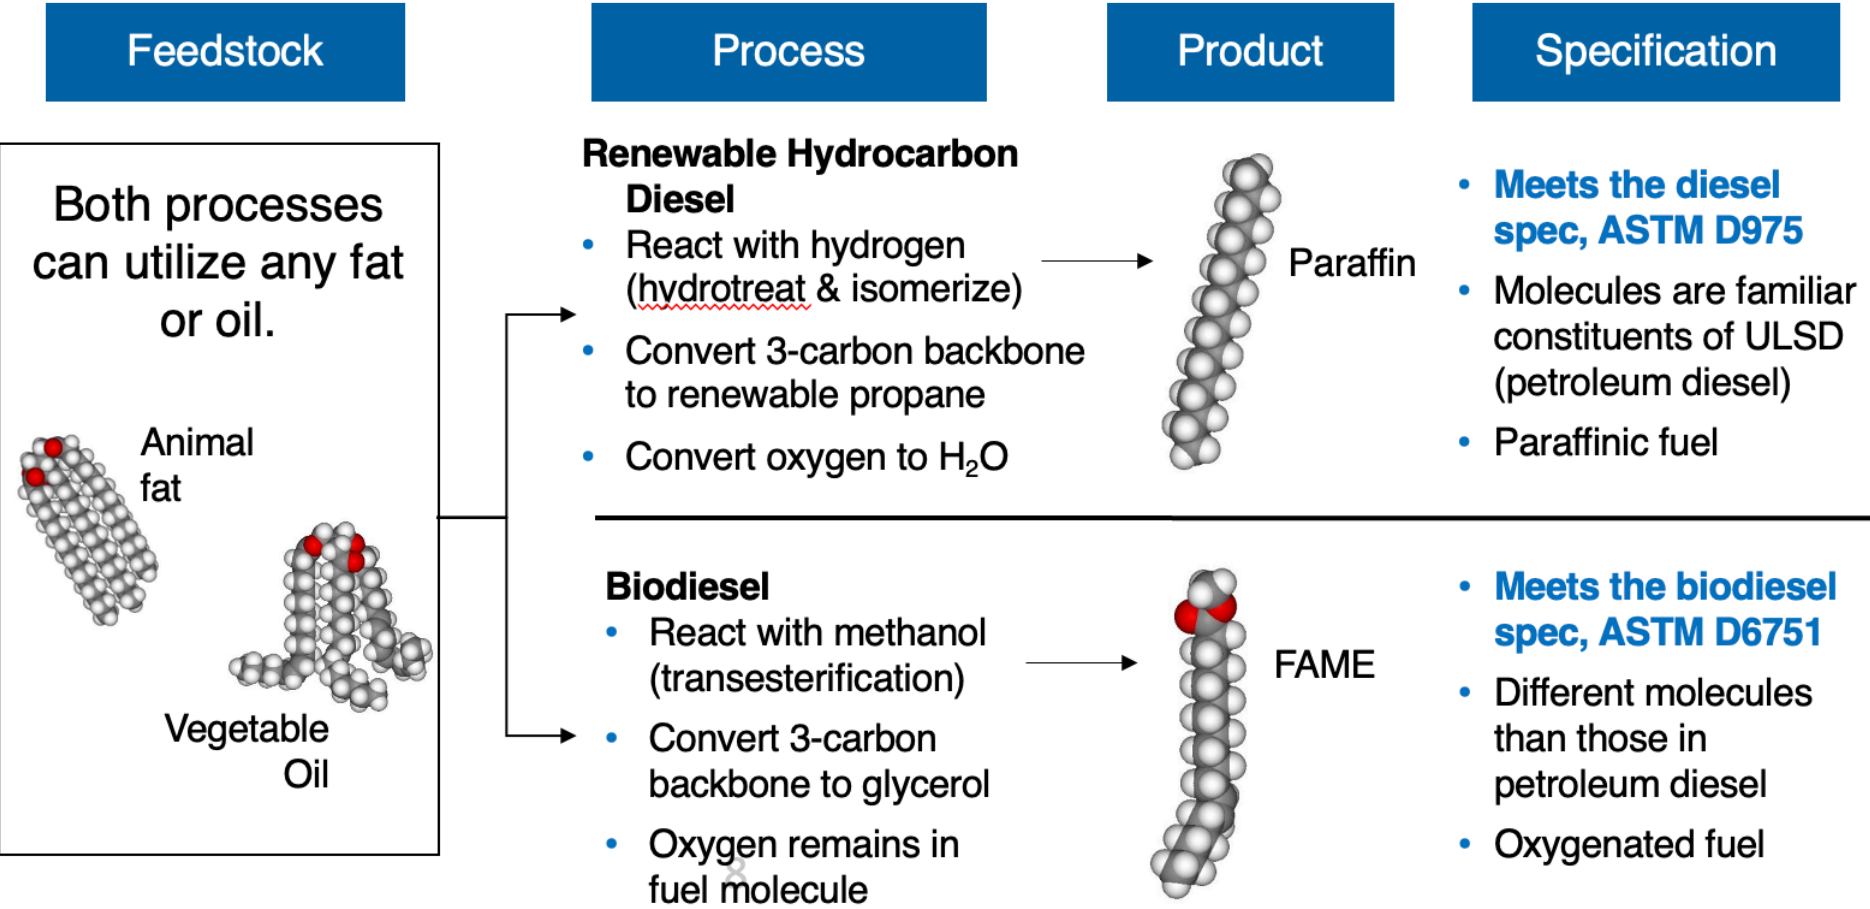 Feedstock
Process
Product
Specification
Both processes
can utilize any fat
or oil.
Animal
fat
Vegetable
Oil
Renewable Hydrocarbon
Diesel
• React with hydrogen
(hydrotreat & isomerize)
• Convert 3-carbon backbone
to renewable propane
• Convert oxygen to H₂O
Paraffin
• Meets the diesel
spec, ASTM D975
• Molecules are familiar
constituents of ULSD
(petroleum diesel)
• Paraffinic fuel
Biodiesel
• React with methanol
(transesterification)
• Convert 3-carbon
backbone to glycerol
• Oxygen remains in
fuel molecule
8
FAME
• Meets the biodiesel
spec, ASTM D6751
• Different molecules
than those in
petroleum diesel
• Oxygenated fuel